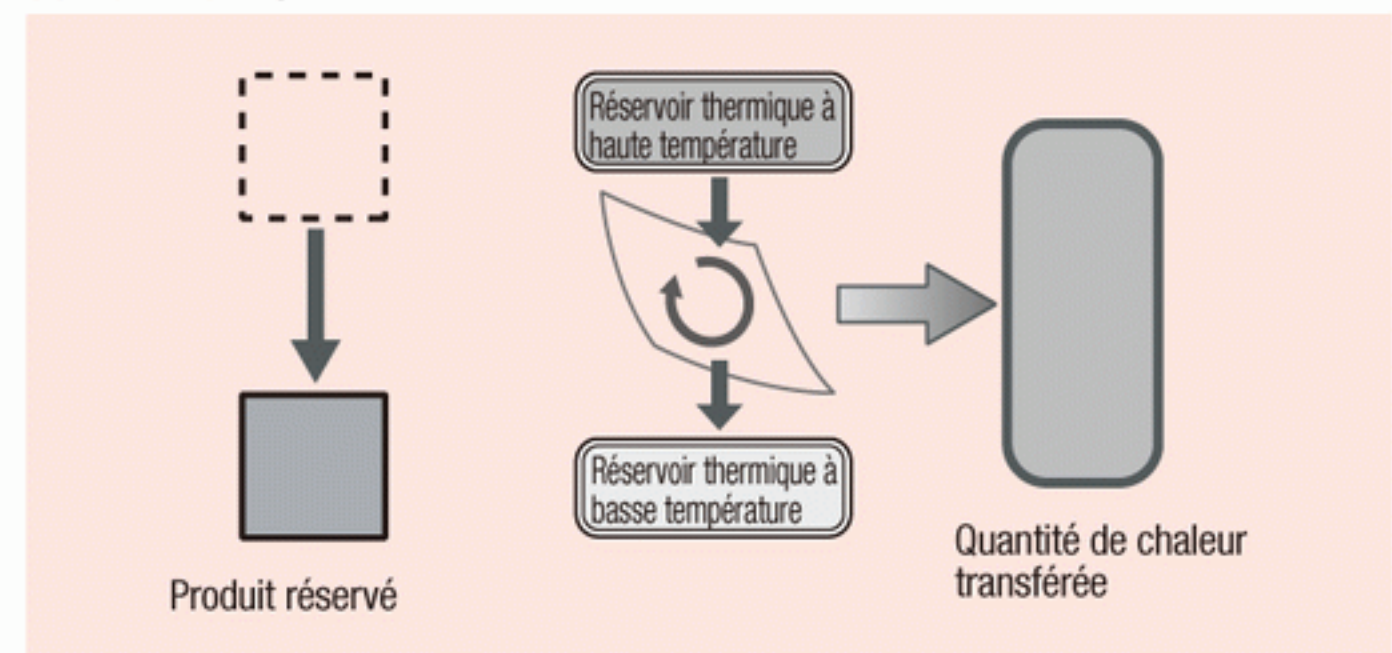 Réservoir thermique à
haute température
Réservoir thermique à
basse température
Quantité de chaleur
transférée
Produit réservé